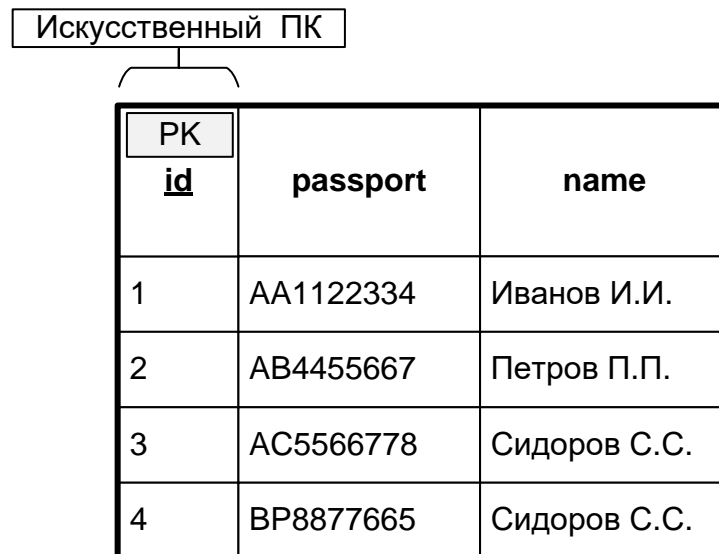 Искусственный ПК
PK
id passport name
1 AA1122334 Иванов И.И.
2 AB4455667 Петров П.П.
3 AC5566778 Сидоров С.С.
4 BP8877665 Сидоров С.С.